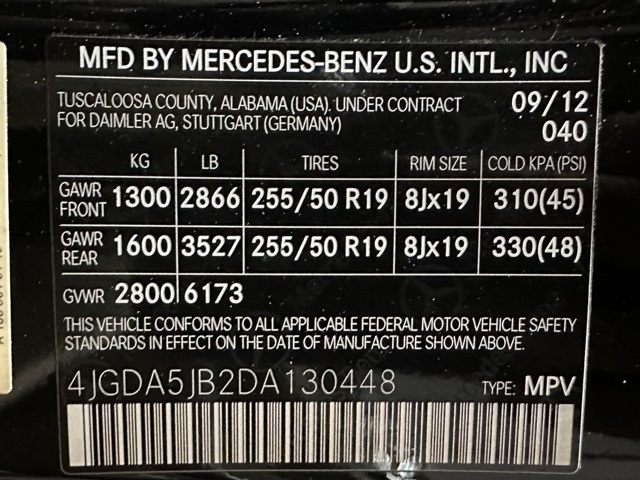 MFD BY MERCEDES-BENZ U.S. INTL., INC
TUSCALOOSA COUNTY, ALABAMA (USA). UNDER CONTRACT 09/12
FOR DAIMLER AG, STUTTGART (GERMANY) 040
KG LB TIRES RIM SIZE COLD KPA (PSI)
GAWR FRONT 1300 2866 255/50 R19 8Jx19 310(45)
GAWR REAR 1600 3527 255/50 R19 8Jx19 330(48)
GVWR 2800 6173
THIS VEHICLE CONFORMS TO ALL APPLICABLE FEDERAL MOTOR VEHICLE SAFETY
STANDARDS IN EFFECT ON THE DATE OF MANUFACTURE SHOWN ABOVE.
4JGDA5JB2DA130448 TYPE: MPV